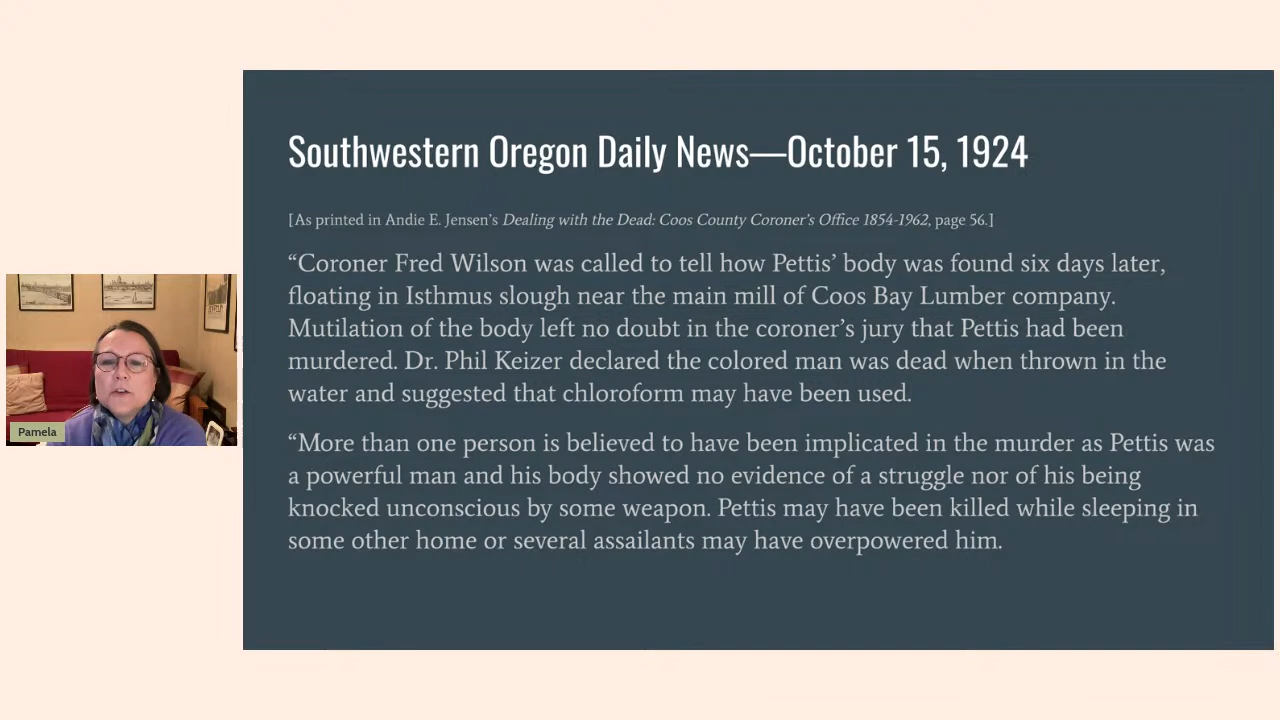 Southwestern Oregon Daily News—October 15, 1924
[As printed in Andie E. Jensen’s Dealing with the Dead: Coos County Coroner’s Office 1854-1962, page 56.]
“Coroner Fred Wilson was called to tell how Pettis’ body was found six days later,
floating in Isthmus slough near the main mill of Coos Bay Lumber company.
Mutilation of the body left no doubt in the coroner’s jury that Pettis had been
murdered. Dr. Phil Keizer declared the colored man was dead when thrown in the
water and suggested that chloroform may have been used.
“More than one person is believed to have been implicated in the murder as Pettis was
a powerful man and his body showed no evidence of a struggle nor of his being
knocked unconscious by some weapon. Pettis may have been killed while sleeping in
some other home or several assailants may have overpowered him.
Pamela